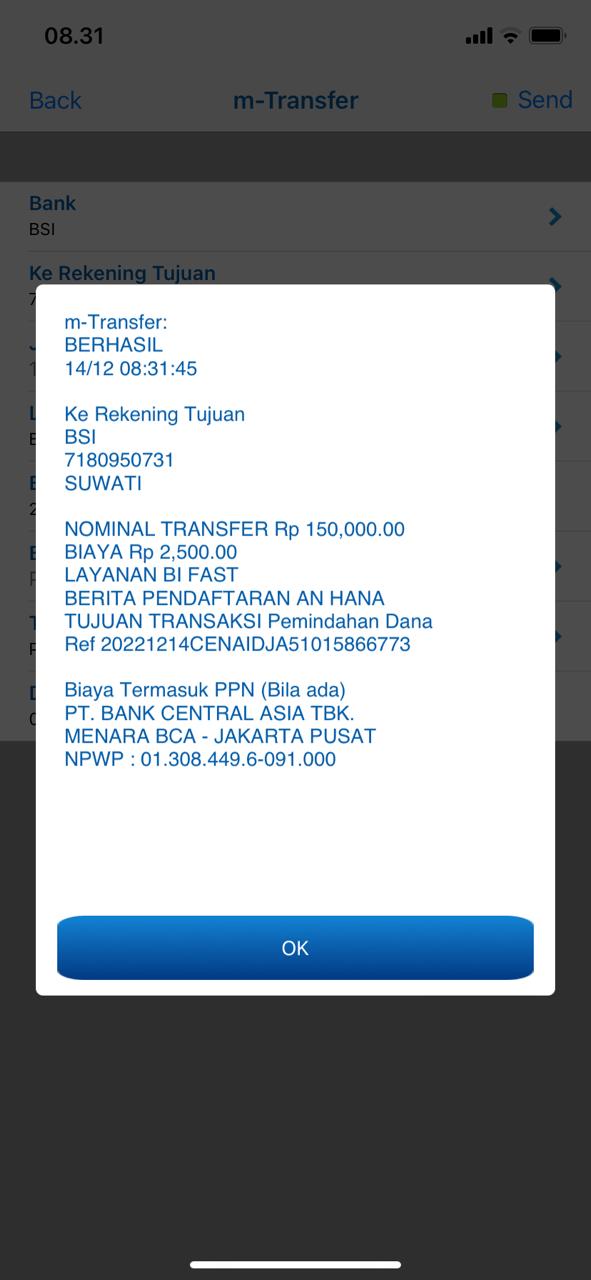 08.31
Back
m-Transfer
Send
Bank
BSI
Ke Rekening Tujuan
m-Transfer:
BERHASIL
14/12 08:31:45
Ke Rekening Tujuan
BSI
7180950731
SUWATI
NOMINAL TRANSFER Rp 150,000.00
BIAYA Rp 2,500.00
LAYANAN BI FAST
BERITA PENDAFTARAN AN HANA
TUJUAN TRANSAKSI Pemindahan Dana
Ref 20221214CENAIDJA51015866773
Biaya Termasuk PPN (Bila ada)
PT. BANK CENTRAL ASIA TBK.
MENARA BCA - JAKARTA PUSAT
NPWP : 01.308.449.6-091.000
OK